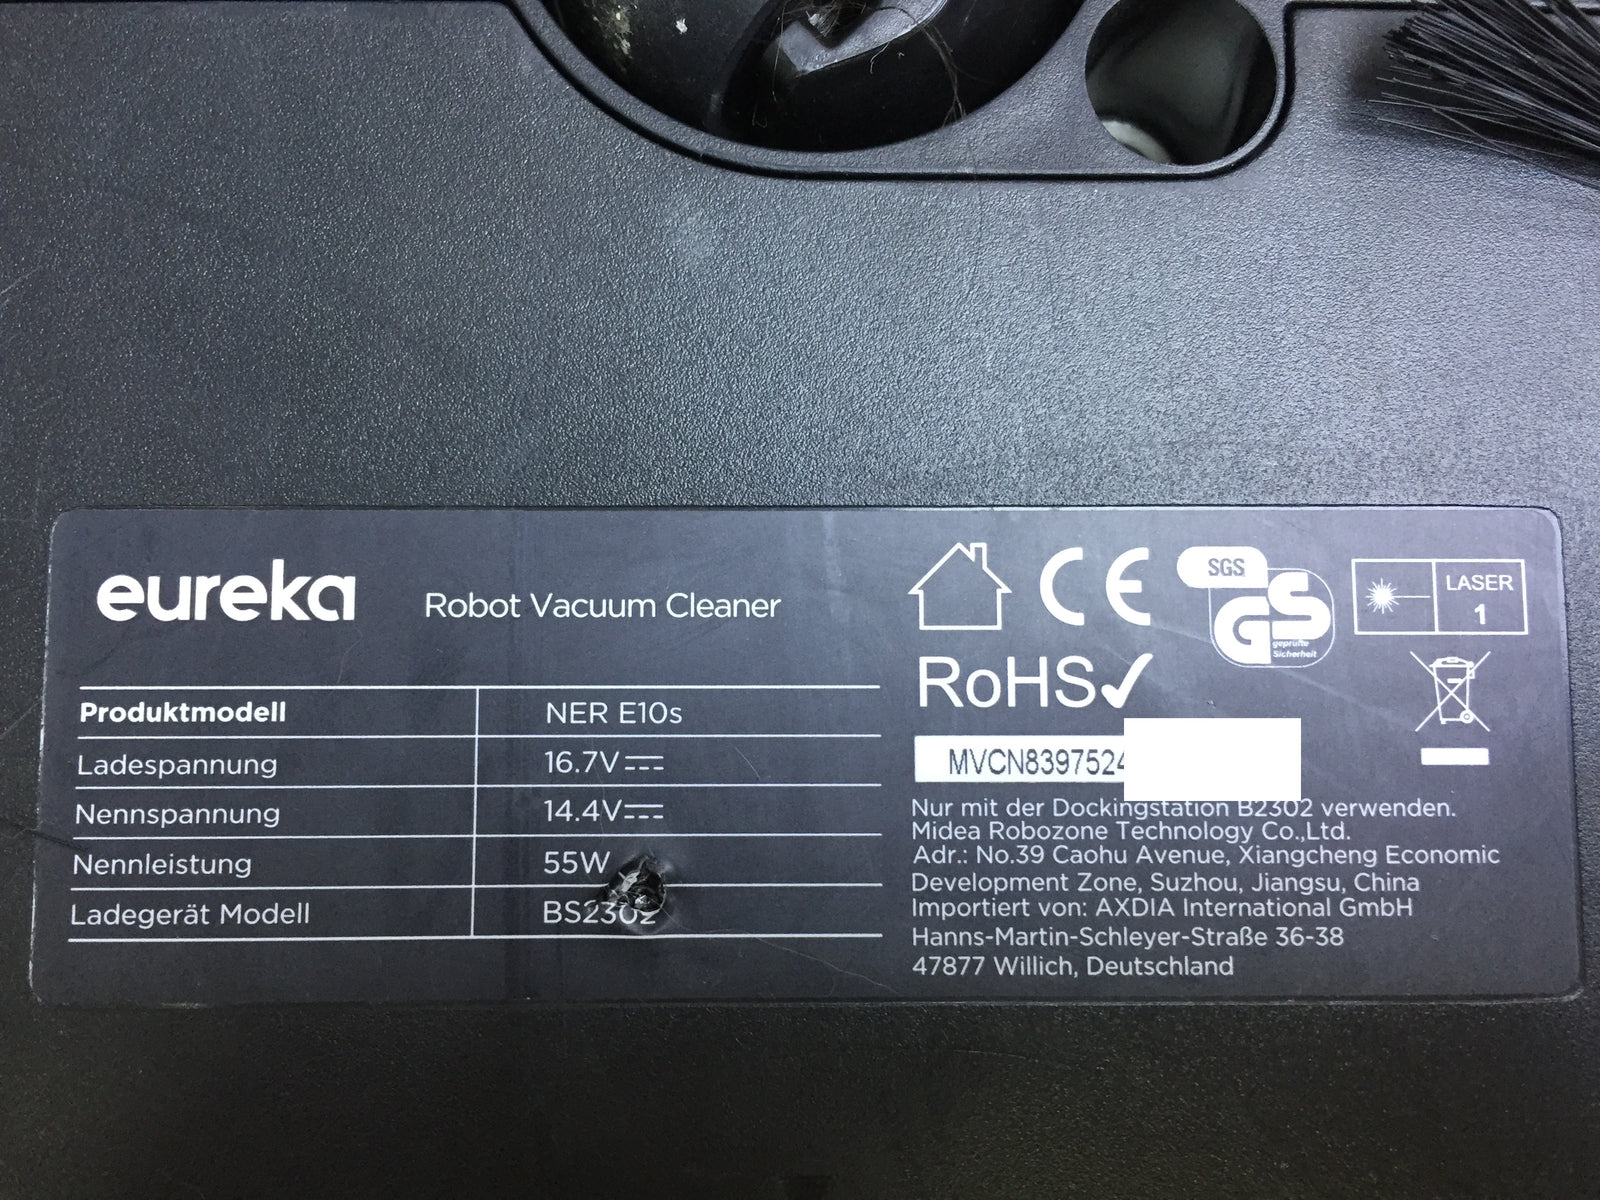 eureka
Robot Vacuum Cleaner
Produktmodell NER E10s
Ladespannung 16.7V
Nennspannung 14.4V
Nennleistung 55W
Ladegerät Modell BS2302
CE
SGS
GS
geprüfte
Sicherheit
LASER
1
RoHS✓
MVCN8397524
Nur mit der Dockingstation B2302 verwenden.
Midea Robozone Technology Co.,Ltd.
Adr.: No.39 Caohu Avenue, Xiangcheng Economic
Development Zone, Suzhou, Jiangsu, China
Importiert von: AXDIA International GmbH
Hanns-Martin-Schleyer-Straße 36-38
47877 Willich, Deutschland